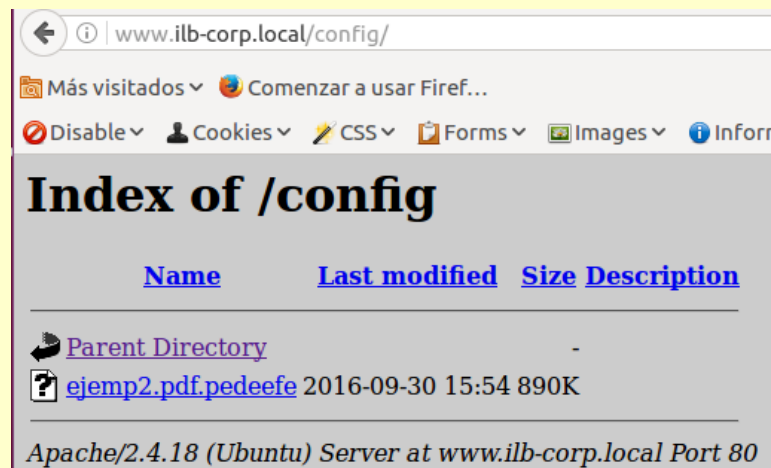 www.ilb-corp.local/config/
Más visitados Comenzar a usar Firef...
Disable Cookies CSS Forms Images Infor
Index of /config
Name Last modified Size Description
Parent Directory -
ejemp2.pdf.pedeefe 2016-09-30 15:54 890K
Apache/2.4.18 (Ubuntu) Server at www.ilb-corp.local Port 80